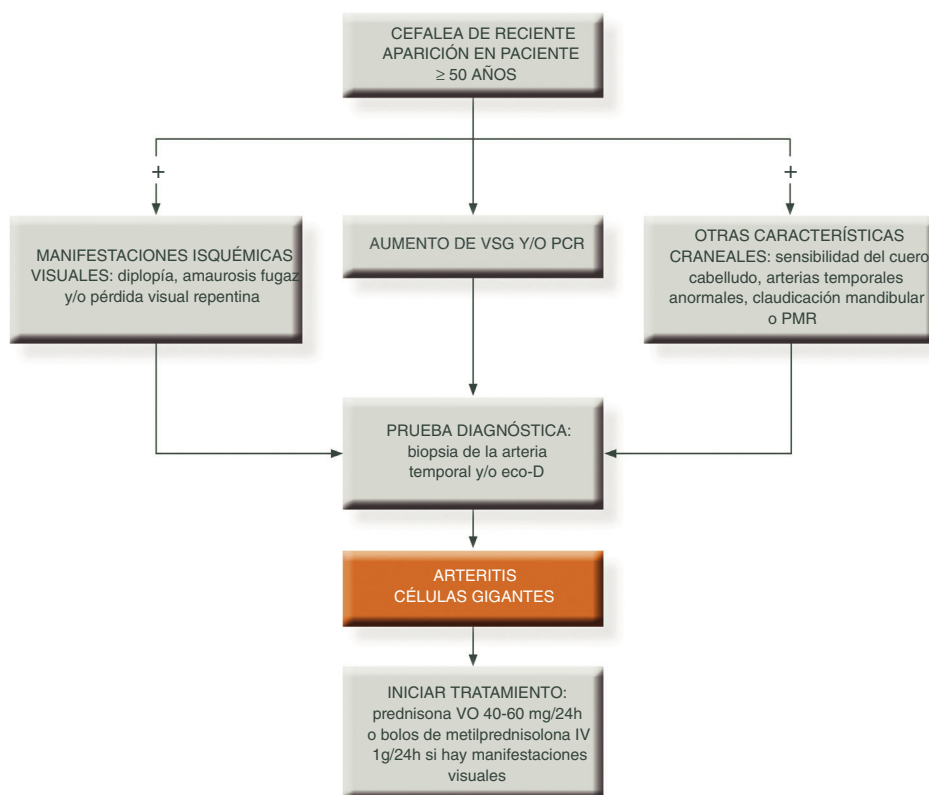 CEFALEA DE RECIENTE
APARICIÓN EN PACIENTE
≥ 50 AÑOS
+
+
MANIFESTACIONES ISQUÉMICAS
VISUALES: diplopía, amaurosis fugaz
y/o pérdida visual repentina
AUMENTO DE VSG Y/O PCR
OTRAS CARACTERÍSTICAS
CRANEALES: sensibilidad del cuero
cabelludo, arterias temporales
anormales, claudicación mandibular
o PMR
PRUEBA DIAGNÓSTICA:
biopsia de la arteria
temporal y/o eco-D
ARTERITIS
CÉLULAS GIGANTES
INICIAR TRATAMIENTO:
prednisona VO 40-60 mg/24h
o bolos de metilprednisolona IV
1g/24h si hay manifestaciones
visuales